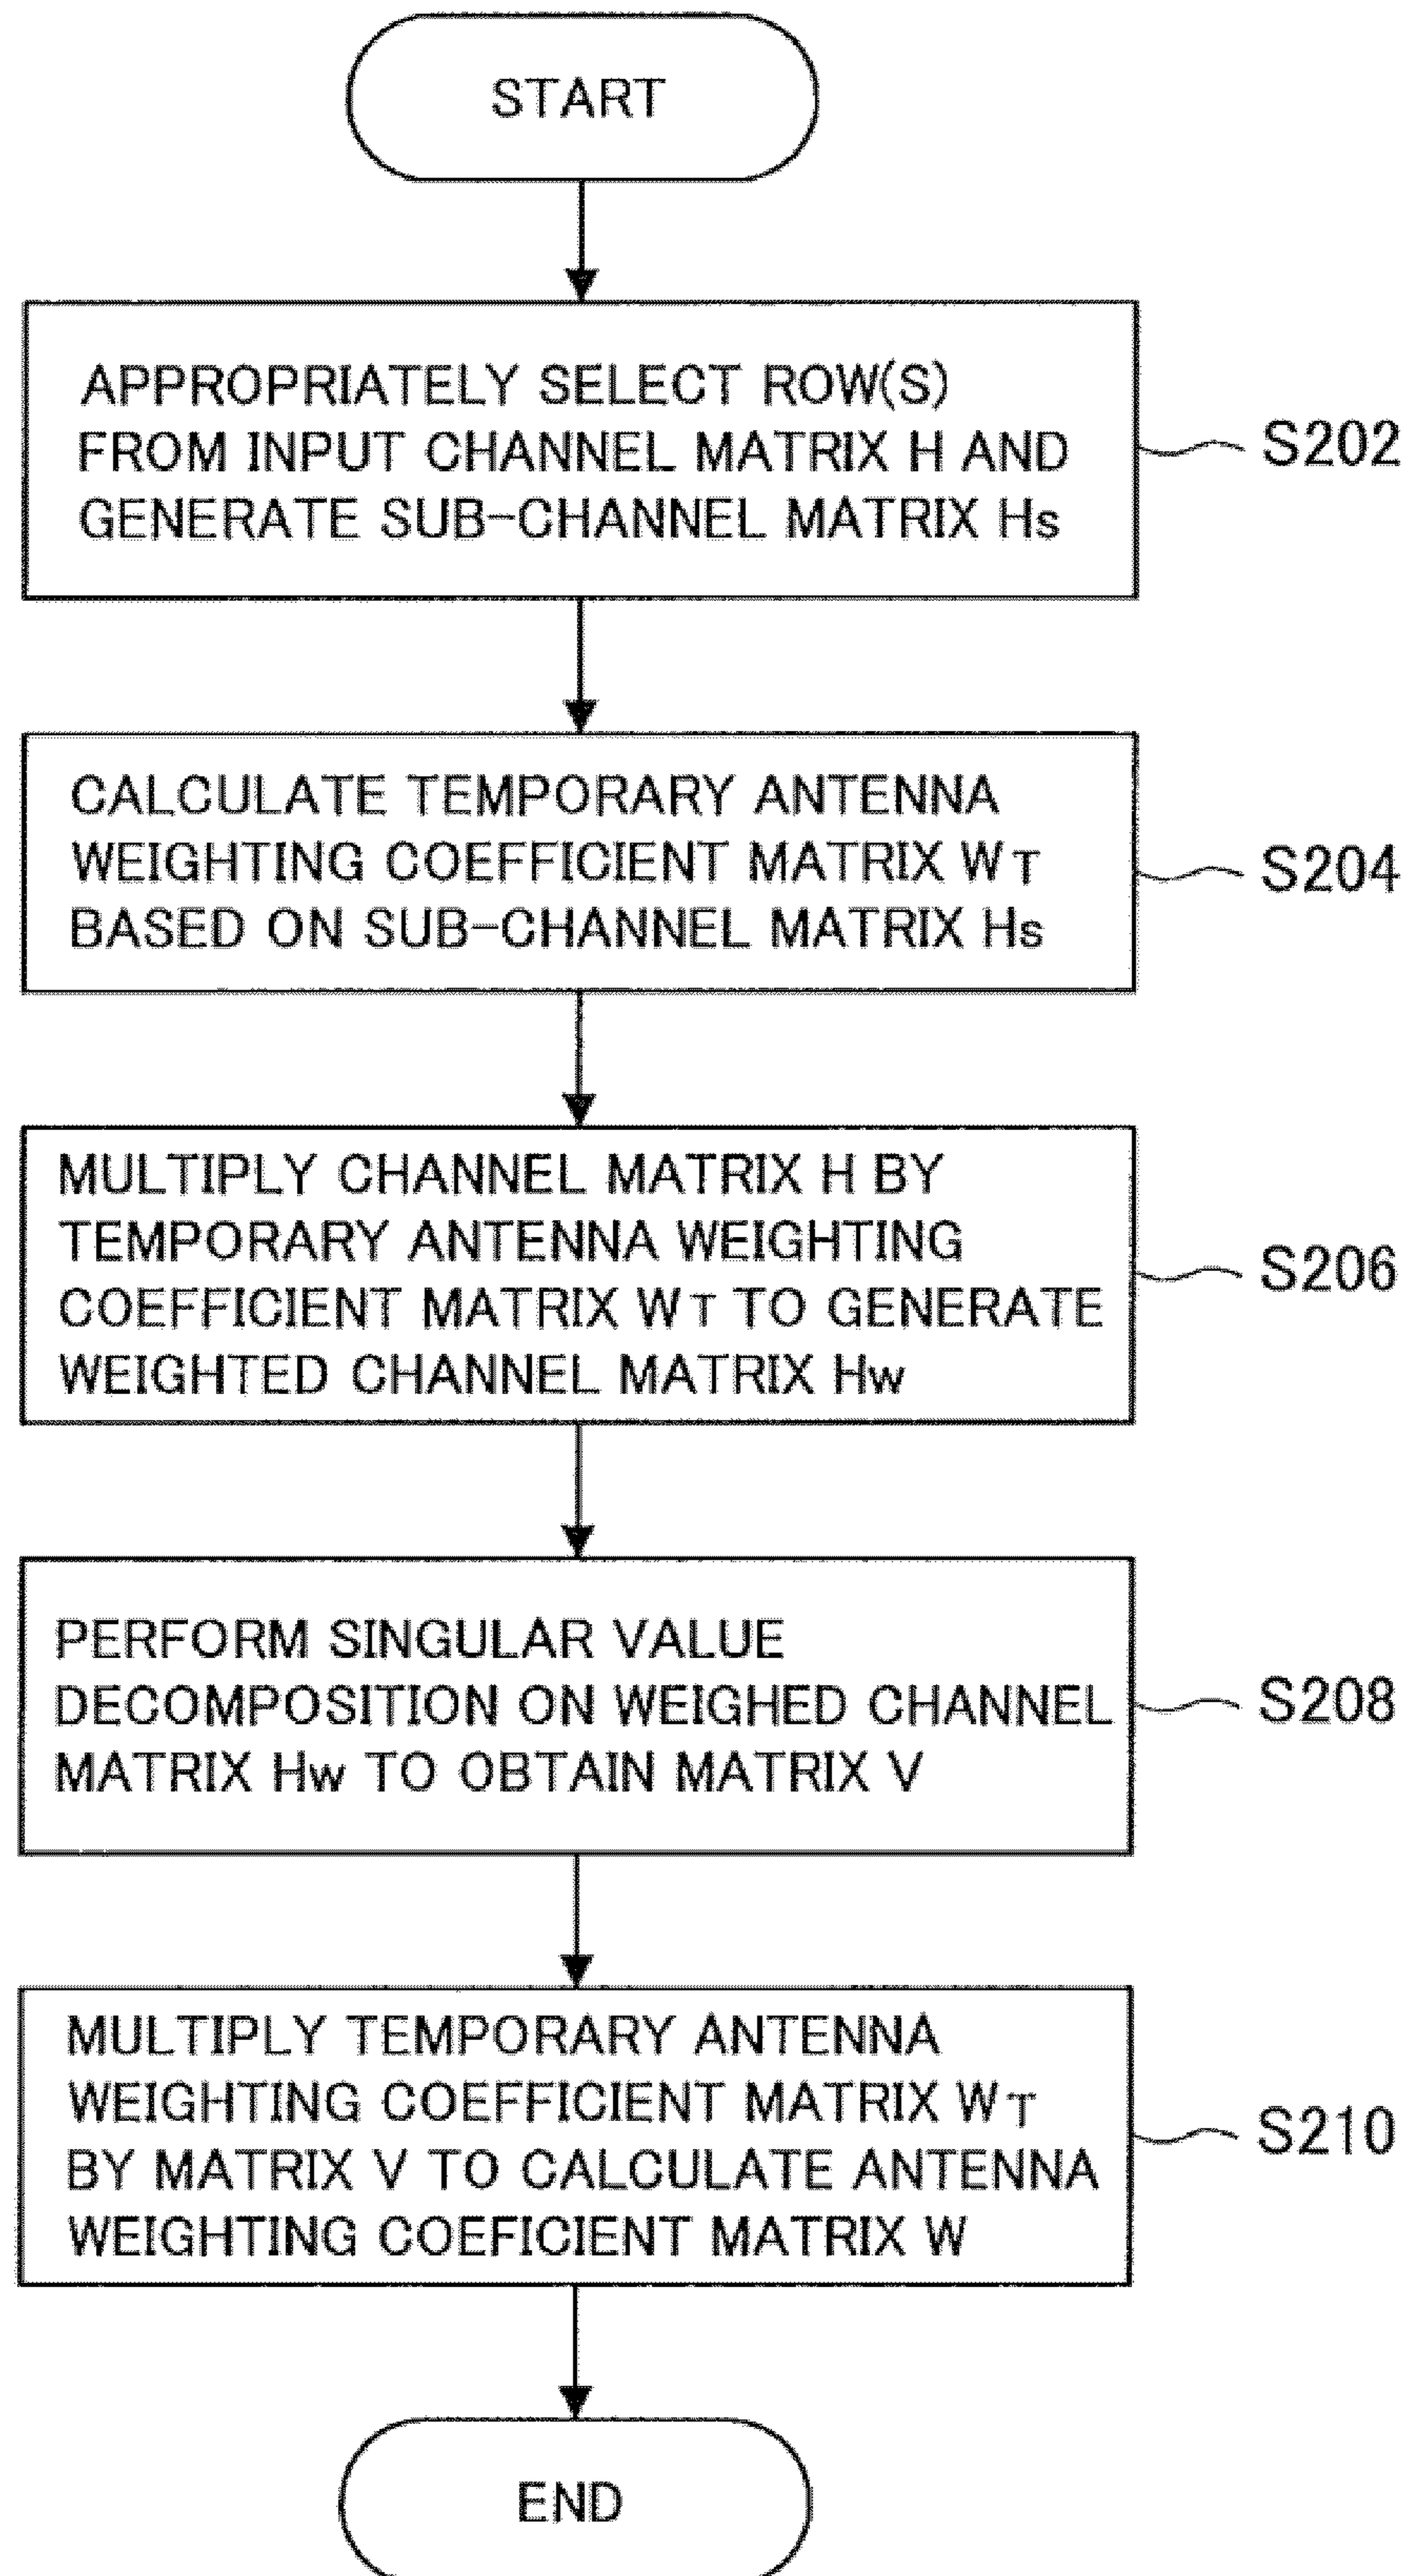 START
APPROPRIATELY SELECT ROW(S)
FROM INPUT CHANNEL MATRIX H AND
GENERATE SUB-CHANNEL MATRIX Hs
S202
CALCULATE TEMPORARY ANTENNA
WEIGHTING COEFFICIENT MATRIX WT
BASED ON SUB-CHANNEL MATRIX Hs
S204
MULTIPLY CHANNEL MATRIX H BY
TEMPORARY ANTENNA WEIGHTING
COEFFICIENT MATRIX WT TO GENERATE
WEIGHTED CHANNEL MATRIX Hw
S206
PERFORM SINGULAR VALUE
DECOMPOSITION ON WEIGHED CHANNEL
MATRIX Hw TO OBTAIN MATRIX V
S208
MULTIPLY TEMPORARY ANTENNA
WEIGHTING COEFFICIENT MATRIX WT
BY MATRIX V TO CALCULATE ANTENNA
WEIGHTING COEFICIENT MATRIX W
S210
END